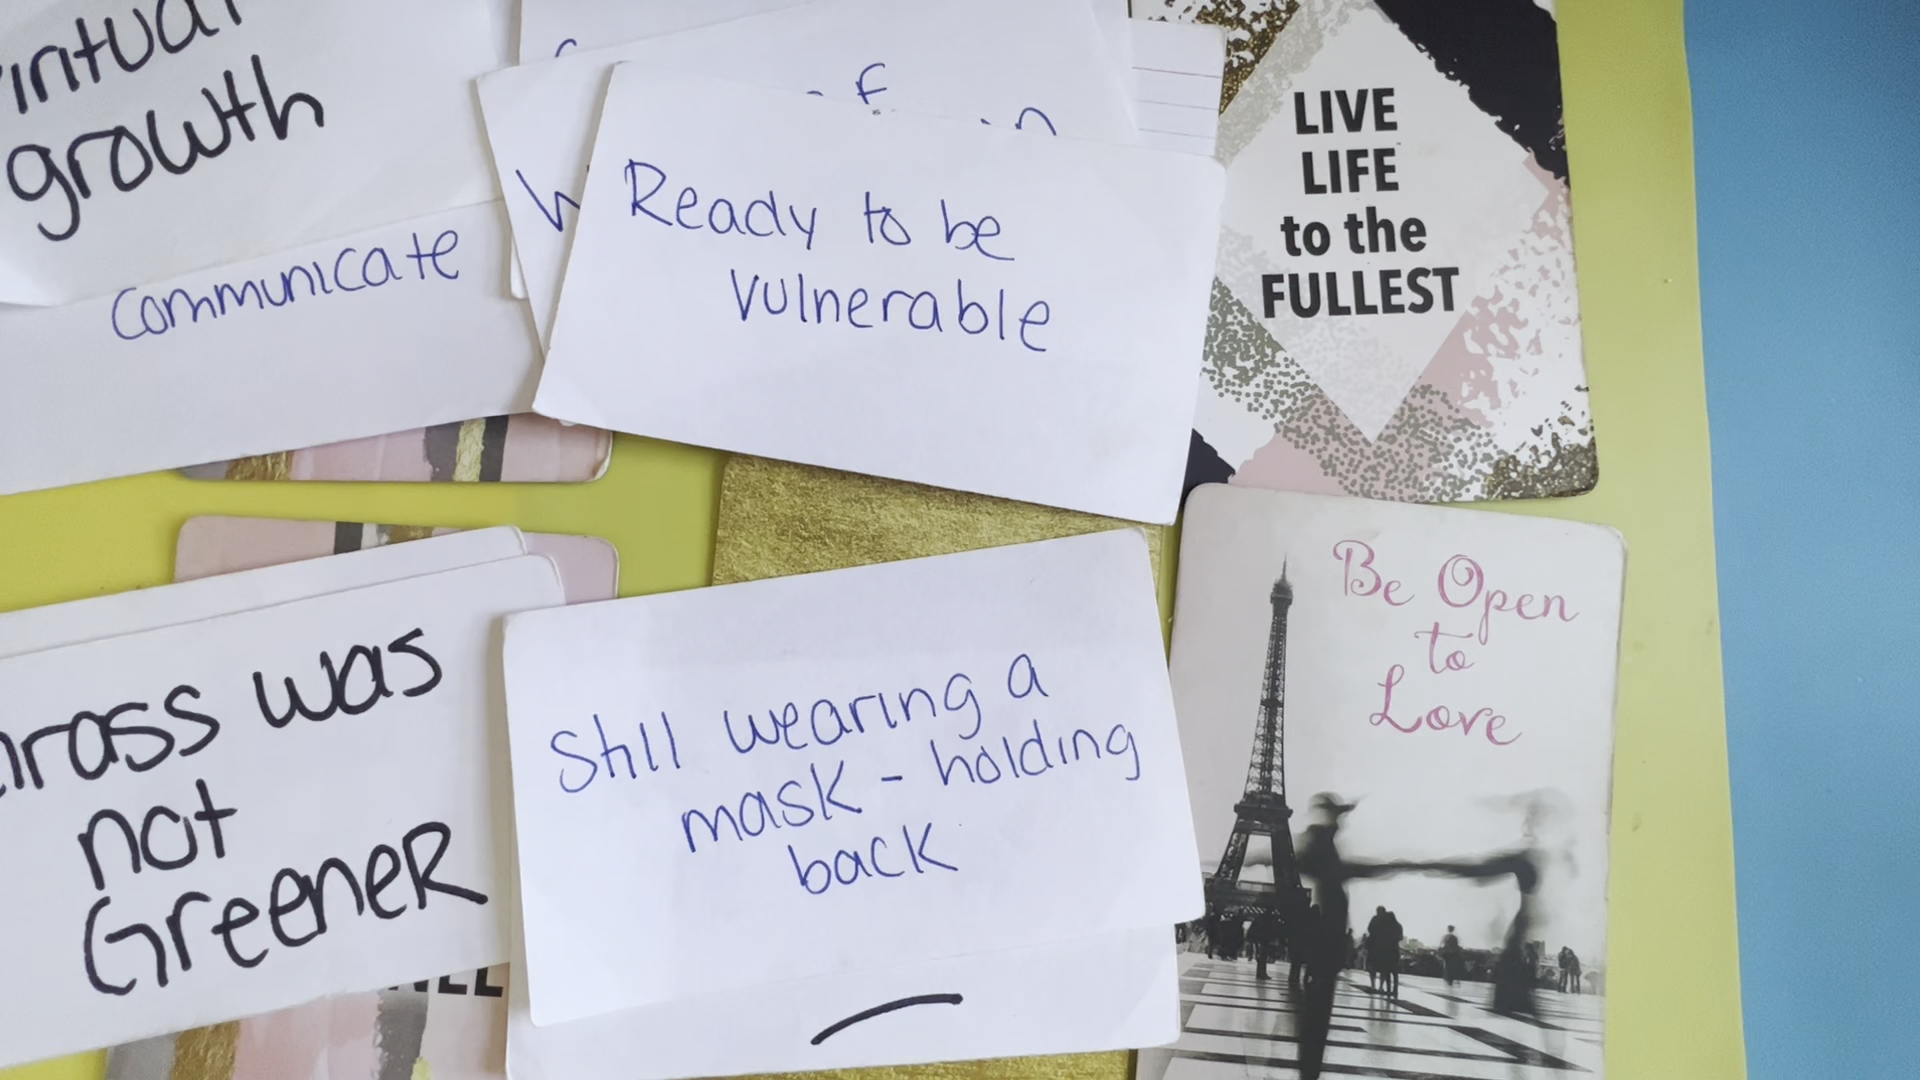 growth
communicate
Ready to be
vulnerable
LIVE
LIFE
to the
FULLEST
was
not
GreeneR
Still wearing a
mask - holding
back
Be Open
to
Love